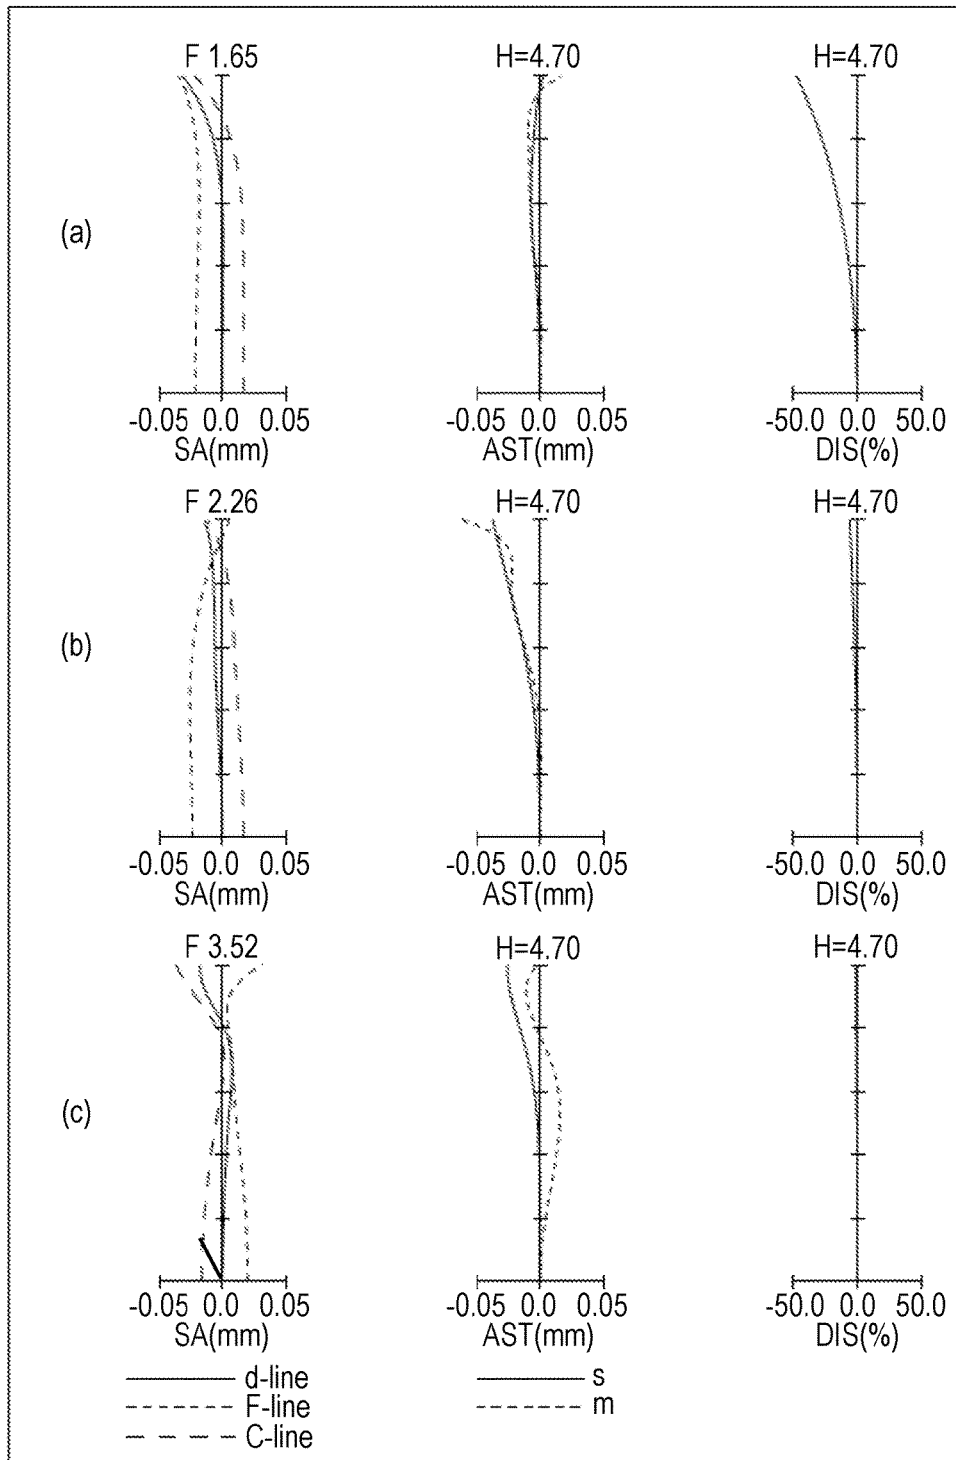 F 1.65 H=4.70 H=4.70
(a)
-0.05 0.0 0.05 -0.05 0.0 0.05 -50.0 0.0 50.0
SA(mm) AST(mm) DIS(%)
F 2.26 H=4.70 H=4.70
(b)
-0.05 0.0 0.05 -0.05 0.0 0.05 -50.0 0.0 50.0
SA(mm) AST(mm) DIS(%)
F 3.52 H=4.70 H=4.70
(c)
-0.05 0.0 0.05 -0.05 0.0 0.05 -50.0 0.0 50.0
SA(mm) AST(mm) DIS(%)
d-line s
F-line m
C-line